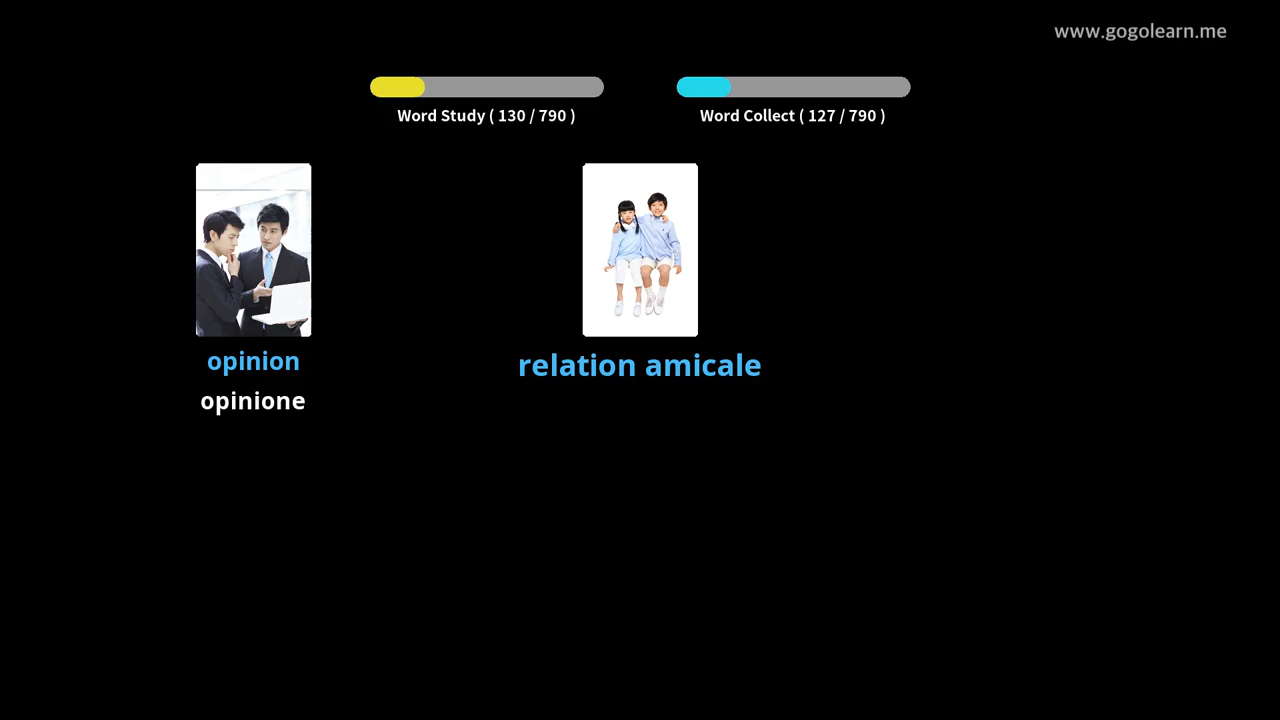 www.gogolearn.me
Word Study ( 130 / 790 )
Word Collect ( 127 / 790 )
opinion
opinione
relation amicale